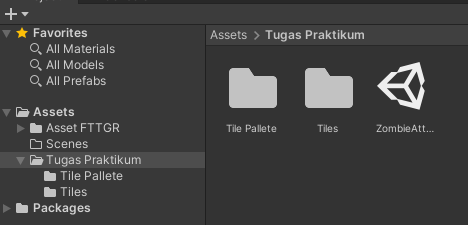 Favorites
All Materials
All Models
All Prefabs
Assets
Asset FTTGR
Scenes
Tugas Praktikum
Tile Pallete
Tiles
Packages
Assets > Tugas Praktikum
Tile Pallete
Tiles
ZombieAtt...